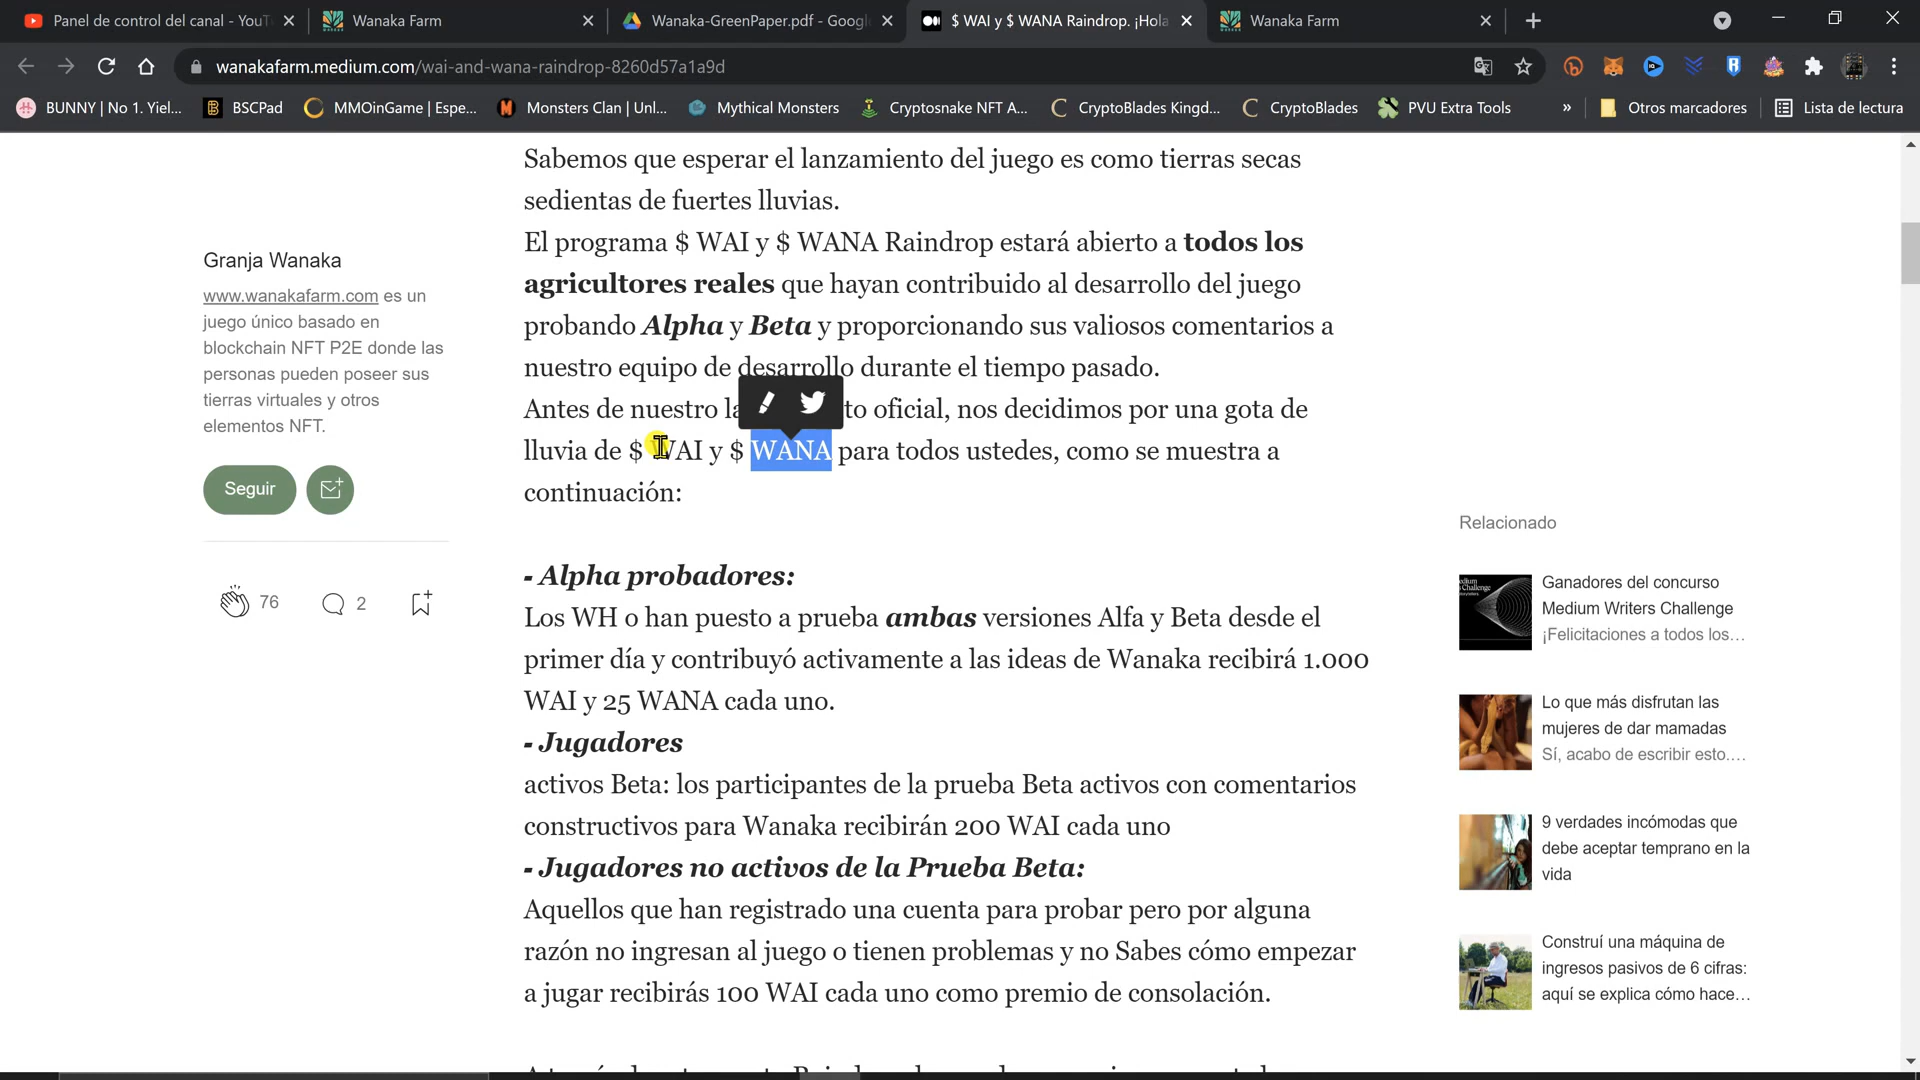 Panel de control del canal - YouT
Wanaka Farm
Wanaka-GreenPaper.pdf - Googl
$ WAI y $ WANA Raindrop. ¡Hola
Wanaka Farm
wanakafarm.medium.com/wai-and-wana-raindrop-8260d57a1a9d
BUNNY | No 1. Yiel...
BSCPad
MMOinGame | Espe...
Monsters Clan | Unl...
Mythical Monsters
Cryptosnake NFT A...
CryptoBlades Kingd...
CryptoBlades
PVU Extra Tools
»
Otros marcadores
Lista de lectura
Granja Wanaka
www.wanakafarm.com es un
juego único basado en
blockchain NFT P2E donde las
personas pueden poseer sus
tierras virtuales y otros
elementos NFT.
Seguir
76
2
Sabemos que esperar el lanzamiento del juego es como tierras secas
sedientas de fuertes lluvias.
El programa $ WAI y $ WANA Raindrop estará abierto a todos los
agricultores reales que hayan contribuido al desarrollo del juego
probando Alpha y Beta y proporcionando sus valiosos comentarios a
nuestro equipo de desarrollo durante el tiempo pasado.
Antes de nuestro la to oficial, nos decidimos por una gota de
lluvia de $ WAI y $ WANA para todos ustedes, como se muestra a
continuación:
- Alpha probadores:
Los WH o han puesto a prueba ambas versiones Alfa y Beta desde el
primer día y contribuyó activamente a las ideas de Wanaka recibirá 1.000
WAI y 25 WANA cada uno.
- Jugadores
activos Beta: los participantes de la prueba Beta activos con comentarios
constructivos para Wanaka recibirán 200 WAI cada uno
- Jugadores no activos de la Prueba Beta:
Aquellos que han registrado una cuenta para probar pero por alguna
razón no ingresan al juego o tienen problemas y no Sabes cómo empezar
a jugar recibirás 100 WAI cada uno como premio de consolación.
Relacionado
Ganadores del concurso
Medium Writers Challenge
¡Felicitaciones a todos los...
Lo que más disfrutan las
mujeres de dar mamadas
Sí, acabo de escribir esto....
9 verdades incómodas que
debe aceptar temprano en la
vida
Construí una máquina de
ingresos pasivos de 6 cifras:
aquí se explica cómo hace...